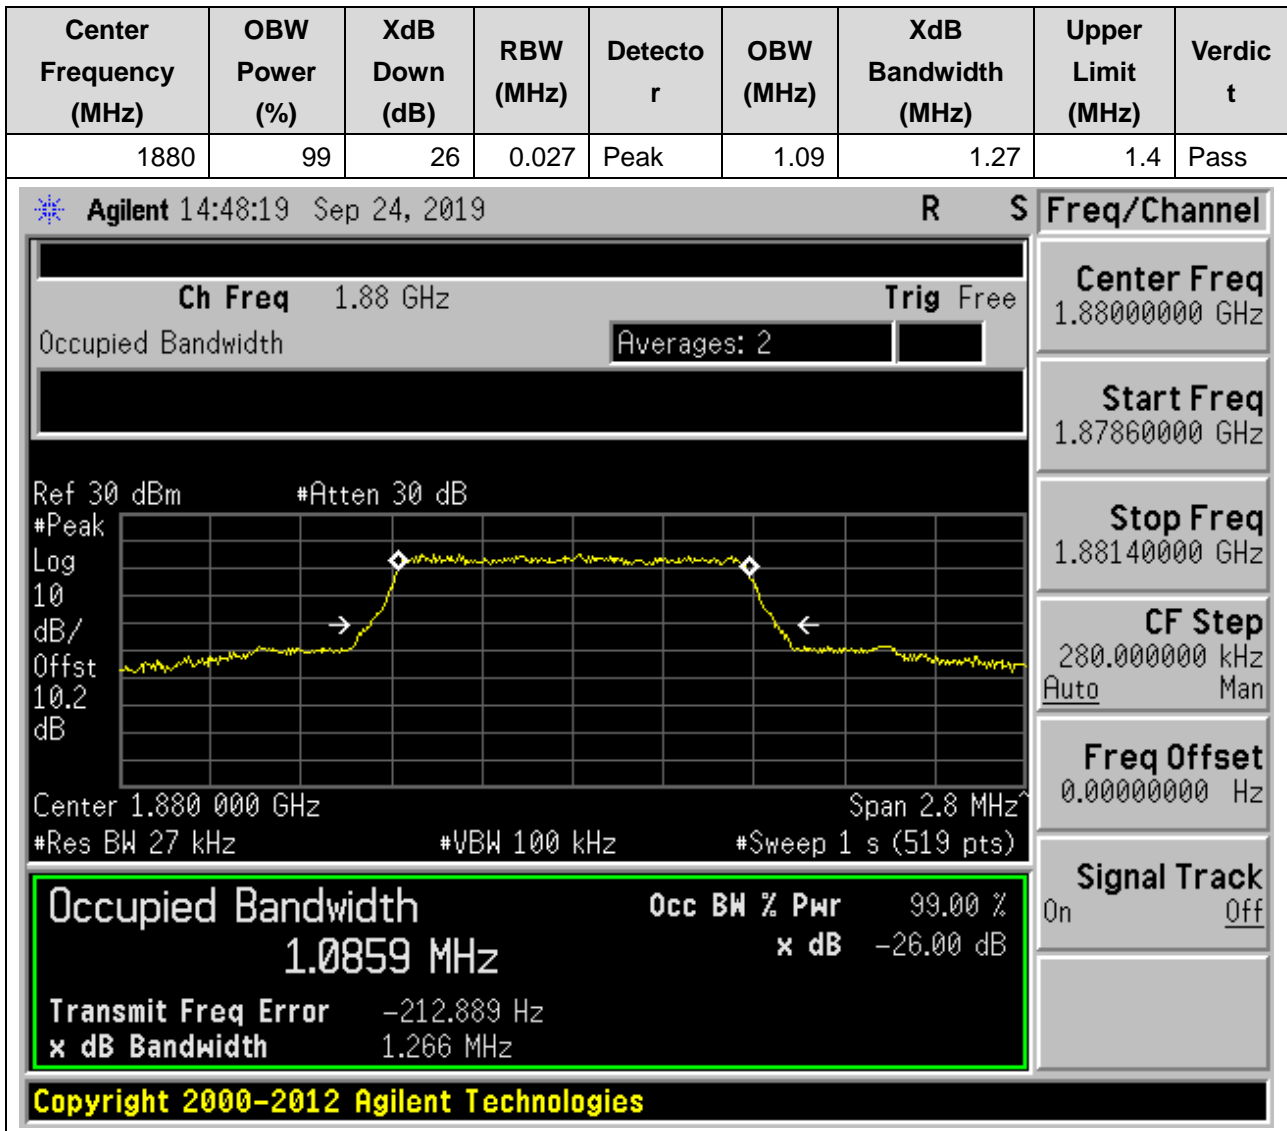 Center Frequency (MHz) OBW Power (%) XdB Down (dB) RBW (MHz) Detecto r OBW (MHz) XdB Bandwidth (MHz) Upper Limit (MHz) Verdic t
1880 99 26 0.027 Peak 1.09 1.27 1.4 Pass
Agilent 14:48:19 Sep 24, 2019 R S
Ch Freq 1.88 GHz Trig Free
Occupied Bandwidth Averages: 2
Ref 30 dBm #Atten 30 dB
#Peak
Log
10
dB/
Offst
10.2
dB
Center 1.880 000 GHz Span 2.8 MHz^
#Res BW 27 kHz #VBW 100 kHz #Sweep 1 s (519 pts)
Occupied Bandwidth Occ BW % Pwr 99.00 %
1.0859 MHz x dB -26.00 dB
Transmit Freq Error -212.889 Hz
x dB Bandwidth 1.266 MHz
Copyright 2000-2012 Agilent Technologies
Freq/Channel
Center Freq
1.88000000 GHz
Start Freq
1.87860000 GHz
Stop Freq
1.88140000 GHz
CF Step
280.000000 kHz
Auto Man
Freq Offset
0.00000000 Hz
Signal Track
On Off